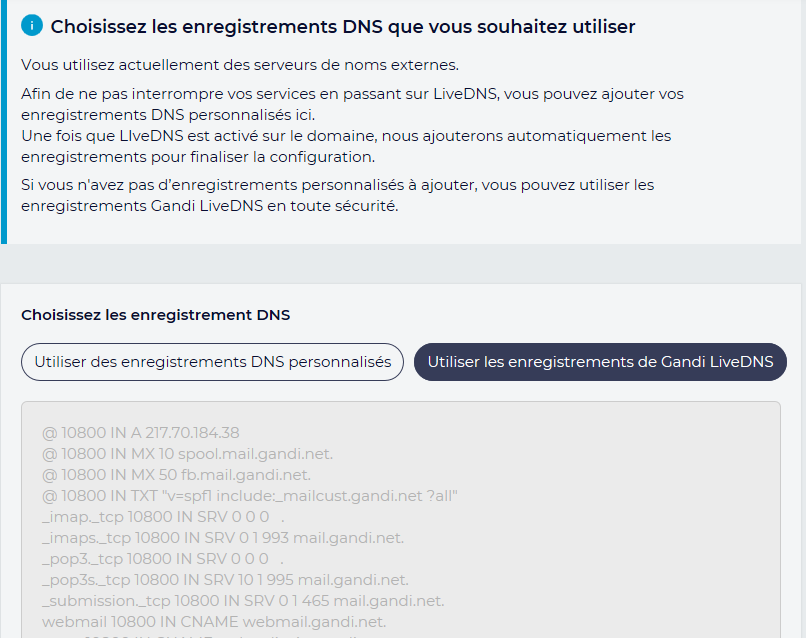 Choisissez les enregistrements DNS que vous souhaitez utiliser
Vous utilisez actuellement des serveurs de noms externes.
Afin de ne pas interrompre vos services en passant sur LiveDNS, vous pouvez ajouter vos
enregistrements DNS personnalisés ici.
Une fois que LIveDNS est activé sur le domaine, nous ajouterons automatiquement les
enregistrements pour finaliser la configuration.
Si vous n'avez pas d’enregistrements personnalisés à ajouter, vous pouvez utiliser les
enregistrements Gandi LiveDNS en toute sécurité.
Choisissez les enregistrement DNS
Utiliser des enregistrements DNS personnalisés
Utiliser les enregistrements de Gandi LiveDNS
@ 10800 IN A 217.70.184.38
@ 10800 IN MX 10 spool.mail.gandi.net.
@ 10800 IN MX 50 fb.mail.gandi.net.
@ 10800 IN TXT "v=spf1 include:_mailcust.gandi.net ?all"
_imap._tcp 10800 IN SRV 0 0 0   .
_imaps._tcp 10800 IN SRV 0 1 993 mail.gandi.net.
_pop3._tcp 10800 IN SRV 0 0 0   .
_pop3s._tcp 10800 IN SRV 10 1 995 mail.gandi.net.
_submission._tcp 10800 IN SRV 0 1 465 mail.gandi.net.
webmail 10800 IN CNAME webmail.gandi.net.